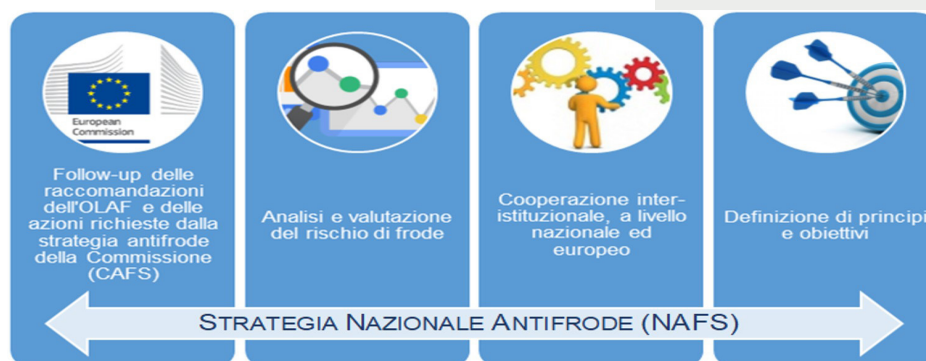 European
Commission
Follow-up delle
raccomandazioni
dell'OLAF e delle
azioni richieste dalla
strategia antifrode
della Commissione
(CAFS)
Analisi e valutazione
del rischio di frode
Cooperazione inter-
istituzionale, a livello
nazionale ed
europeo
Definizione di principi
e obiettivi
STRATEGIA NAZIONALE ANTIFRODE (NAFS)